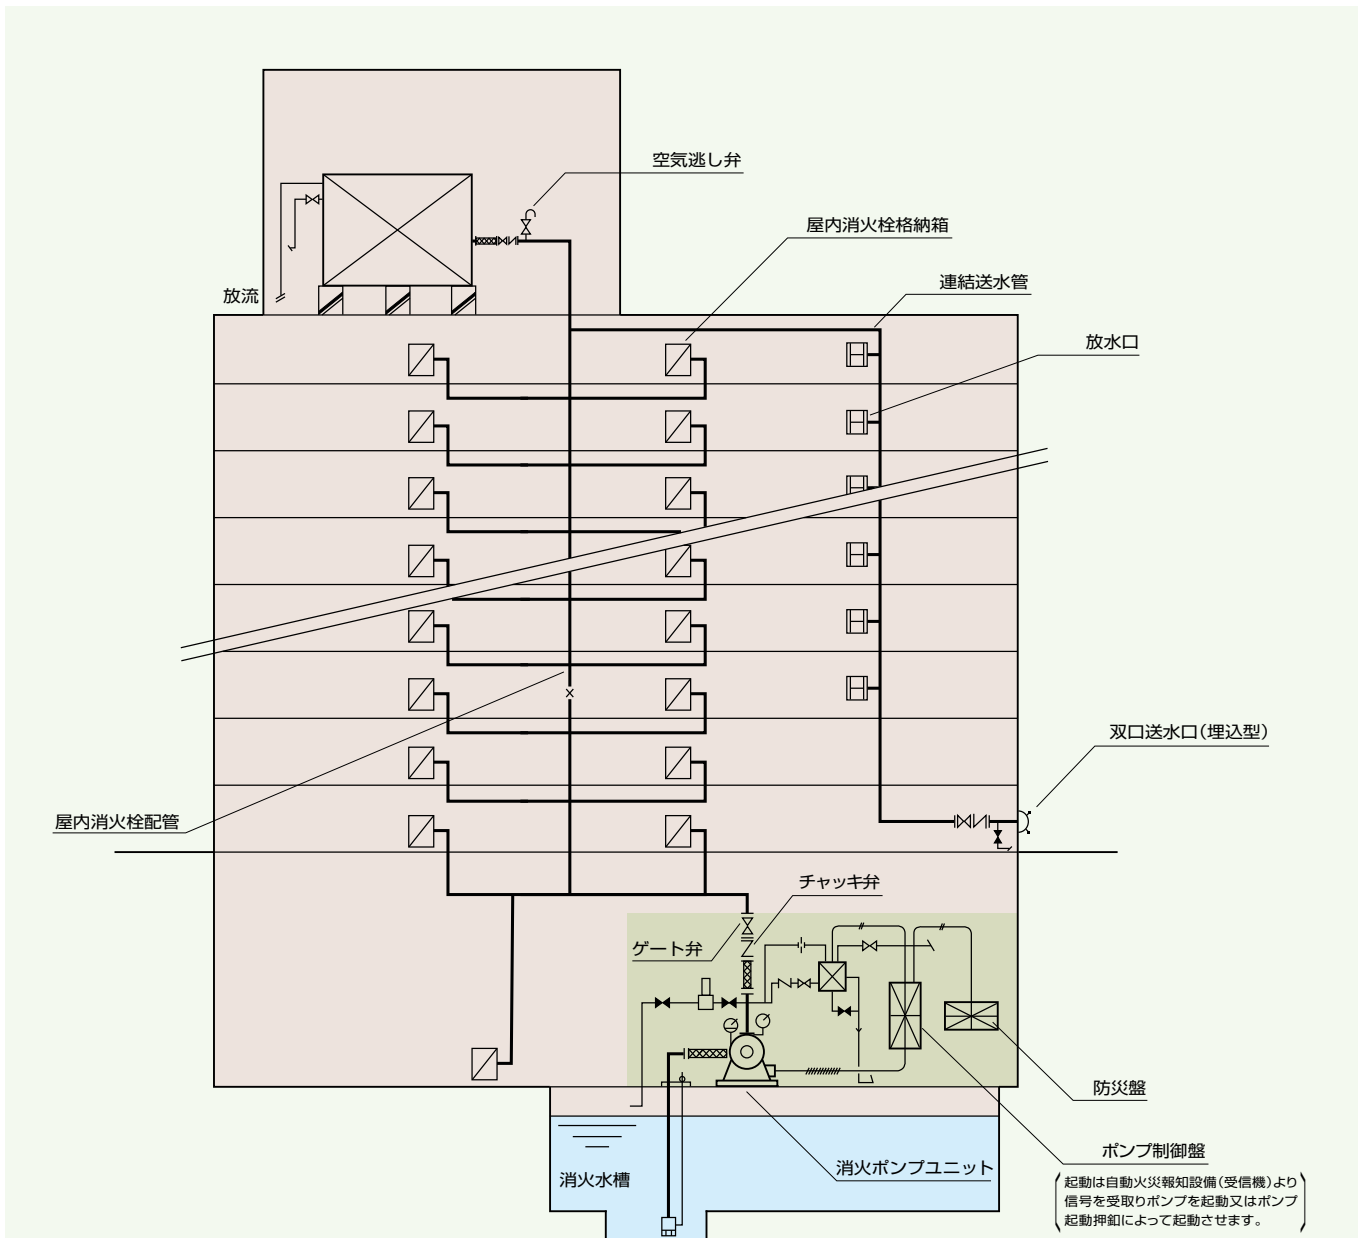 空気逃し弁
屋内消火栓格納箱
連結送水管
放流
放水口
双口送水口(埋込型)
屋内消火栓配管
チャッキ弁
ゲート弁
防災盤
ポンプ制御盤
消火ポンプユニット
消火水槽
起動は自動火災報知設備(受信機)より
信号を受取りポンプを起動又はポンプ
起動押釦によって起動させます。